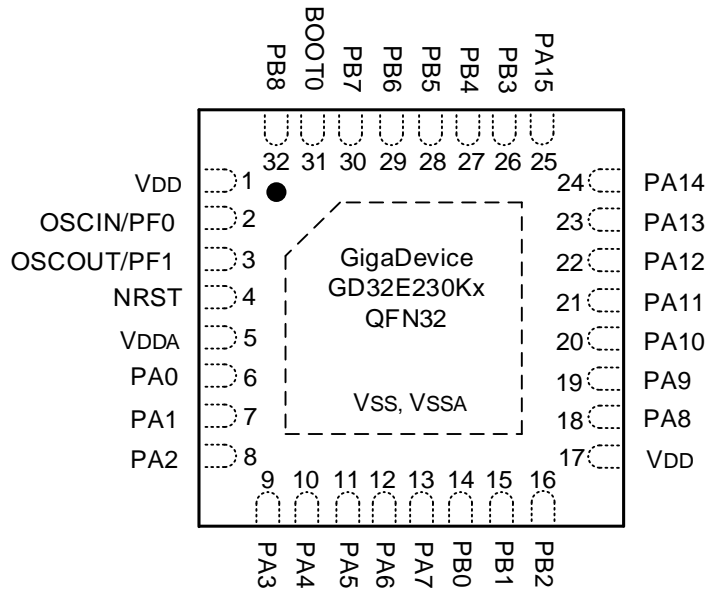 PB8 BOOT0 PB7 PB6 PB5 PB4 PB3 PA15
32 31 30 29 28 27 26 25
VDD 1
OSCIN/PF0 2
OSCOUT/PF1 3
NRST 4
VDDA 5
PA0 6
PA1 7
PA2 8
GigaDevice
GD32E230Kx
QFN32
VSS, VSSA
24 PA14
23 PA13
22 PA12
21 PA11
20 PA10
19 PA9
18 PA8
17 VDD
9 10 11 12 13 14 15 16
PA3 PA4 PA5 PA6 PA7 PB0 PB1 PB2